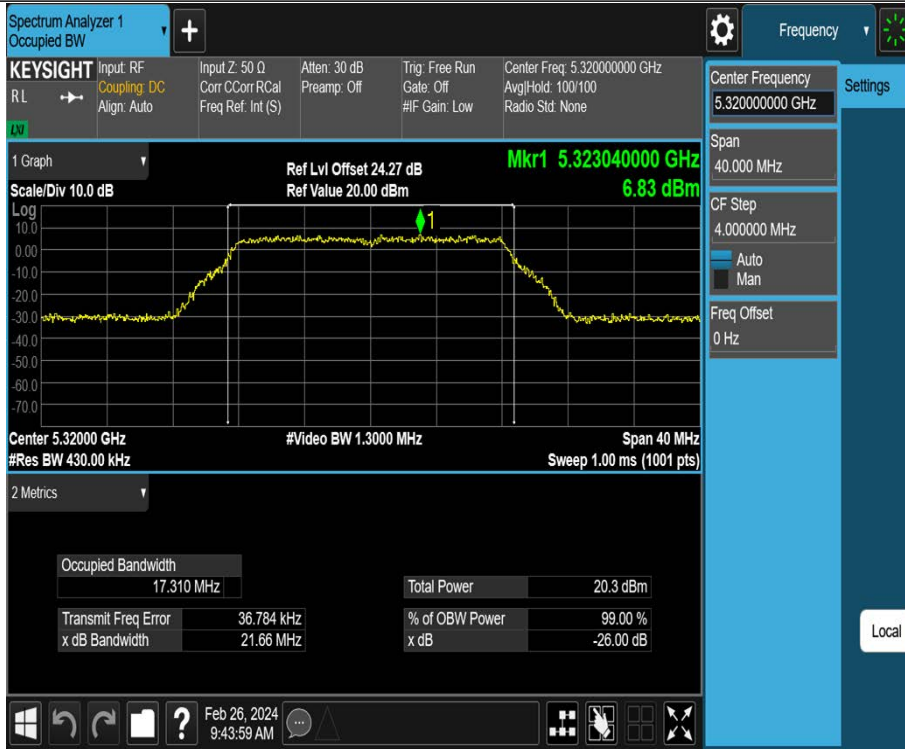 Spectrum Analyzer 1
Occupied BW
+
Frequency
KEYSIGHT
R L
LXI
Input: RF
Coupling: DC
Align: Auto
Input Z: 50 Ω
Corr CCorr RCal
Freq Ref: Int (S)
Atten: 30 dB
Preamp: Off
Trig: Free Run
Gate: Off
#IF Gain: Low
Center Freq: 5.320000000 GHz
Avg|Hold: 100/100
Radio Std: None
Center Frequency
5.320000000 GHz
Settings
Span
40.000 MHz
CF Step
4.000000 MHz
Auto
Man
Freq Offset
0 Hz
1 Graph
Scale/Div 10.0 dB
Ref Lvl Offset 24.27 dB
Ref Value 20.00 dBm
Mkr1 5.323040000 GHz
6.83 dBm
Log
10.0
0.00
-10.0
-20.0
-30.0
-40.0
-50.0
-60.0
-70.0
1
Center 5.32000 GHz
#Res BW 430.00 kHz
#Video BW 1.3000 MHz
Span 40 MHz
Sweep 1.00 ms (1001 pts)
2 Metrics
Occupied Bandwidth
17.310 MHz
Total Power 20.3 dBm
Transmit Freq Error 36.784 kHz
% of OBW Power 99.00 %
x dB Bandwidth 21.66 MHz
x dB -26.00 dB
Local
?
Feb 26, 2024
9:43:59 AM